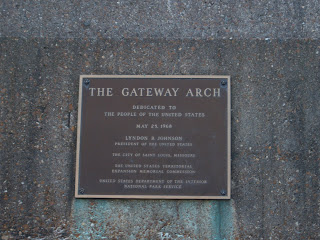 THE GATEWAY ARCH
DEDICATED TO
THE PEOPLE OF THE UNITED STATES
MAY 25, 1968
LYNDON B JOHNSON
PRESIDENT OF THE UNITED STATES
THE CITY OF SAINT LOUIS, MISSOURI
THE UNITED STATES TERRITORIAL
EXPANSION MEMORIAL COMMISSION
UNITED STATES DEPARTMENT OF THE INTERIOR
NATIONAL PARK SERVICE